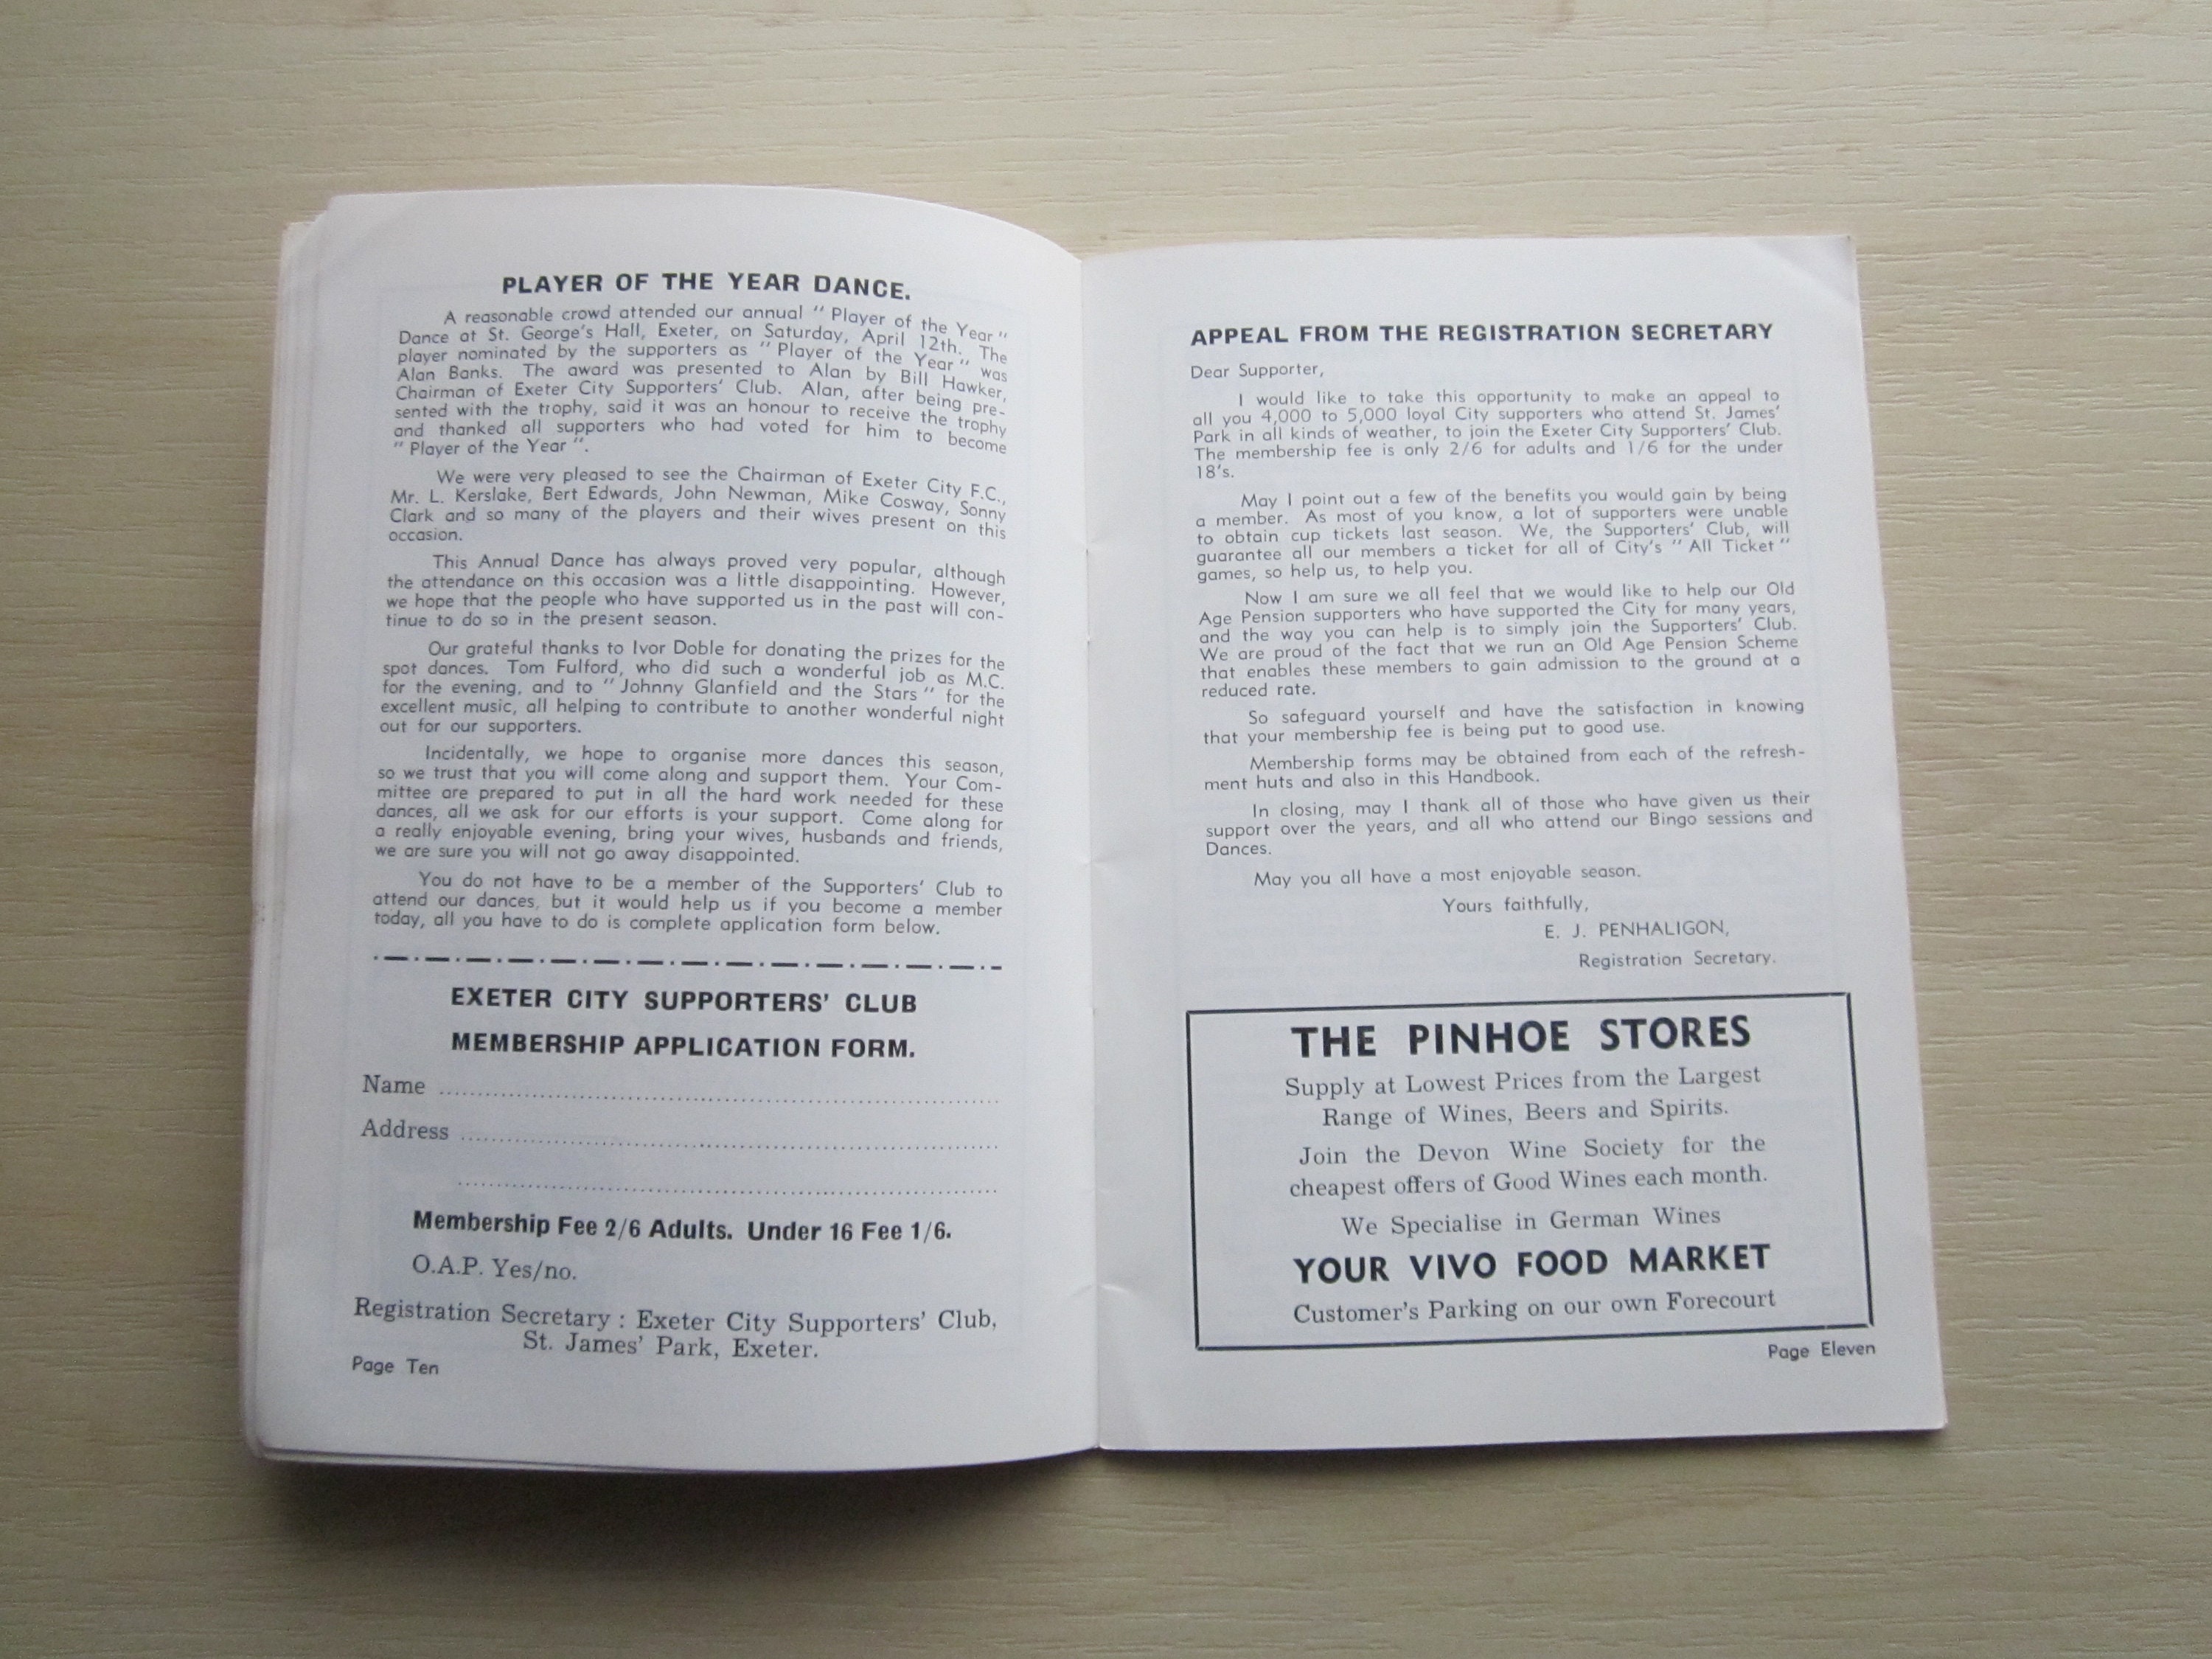 PLAYER OF THE YEAR DANCE.
A reasonable crowd attended our annual " Player of the Year "
Dance at St. George's Hall, Exeter, on Saturday, April 12th. The
player nominated by the supporters as " Player of the Year " was
Alan Banks. The award was presented to Alan by Bill Hawker,
Chairman of Exeter City Supporters' Club. Alan, after being pre-
sented with the trophy, said it was an honour to receive the trophy
and thanked all supporters who had voted for him to become
" Player of the Year ".
We were very pleased to see the Chairman of Exeter City F.C.,
Mr. L. Kerslake, Bert Edwards, John Newman, Mike Cosway, Sonny
Clark and so many of the players and their wives present on this
occasion.
This Annual Dance has always proved very popular, although
the attendance on this occasion was a little disappointing. However,
we hope that the people who have supported us in the past will con-
tinue to do so in the present season.
Our grateful thanks to Ivor Doble for donating the prizes for the
spot dances. Tom Fulford, who did such a wonderful job as M.C.
for the evening, and to " Johnny Glanfield and the Stars " for the
excellent music, all helping to contribute to another wonderful night
out for our supporters.
Incidentally, we hope to organise more dances this season,
so we trust that you will come along and support them. Your Com-
mittee are prepared to put in all the hard work needed for these
dances, all we ask for our efforts is your support. Come along for
a really enjoyable evening, bring your wives, husbands and friends,
we are sure you will not go away disappointed.
You do not have to be a member of the Supporters' Club to
attend our dances, but it would help us if you become a member
today, all you have to do is complete application form below.
EXETER CITY SUPPORTERS' CLUB
MEMBERSHIP APPLICATION FORM.
Name
Address
Membership Fee 2/6 Adults. Under 16 Fee 1/6.
O.A.P. Yes/no.
Registration Secretary : Exeter City Supporters' Club,
St. James' Park, Exeter.
Page Ten
APPEAL FROM THE REGISTRATION SECRETARY
Dear Supporter,
I would like to take this opportunity to make an appeal to
all you 4,000 to 5,000 loyal City supporters who attend St. James'
Park in all kinds of weather, to join the Exeter City Supporters' Club.
The membership fee is only 2/6 for adults and 1/6 for the under
18's.
May I point out a few of the benefits you would gain by being
a member. As most of you know, a lot of supporters were unable
to obtain cup tickets last season. We, the Supporters' Club, will
guarantee all our members a ticket for all of City's " All Ticket "
games, so help us, to help you.
Now I am sure we all feel that we would like to help our Old
Age Pension supporters who have supported the City for many years,
and the way you can help is to simply join the Supporters' Club.
We are proud of the fact that we run an Old Age Pension Scheme
that enables these members to gain admission to the ground at a
reduced rate.
So safeguard yourself and have the satisfaction in knowing
that your membership fee is being put to good use.
Membership forms may be obtained from each of the refresh-
ment huts and also in this Handbook.
In closing, may I thank all of those who have given us their
support over the years, and all who attend our Bingo sessions and
Dances.
May you all have a most enjoyable season.
Yours faithfully,
E. J. PENHALIGON,
Registration Secretary.
THE PINHOE STORES
Supply at Lowest Prices from the Largest
Range of Wines, Beers and Spirits.
Join the Devon Wine Society for the
cheapest offers of Good Wines each month.
We Specialise in German Wines
YOUR VIVO FOOD MARKET
Customer's Parking on our own Forecourt
Page Eleven